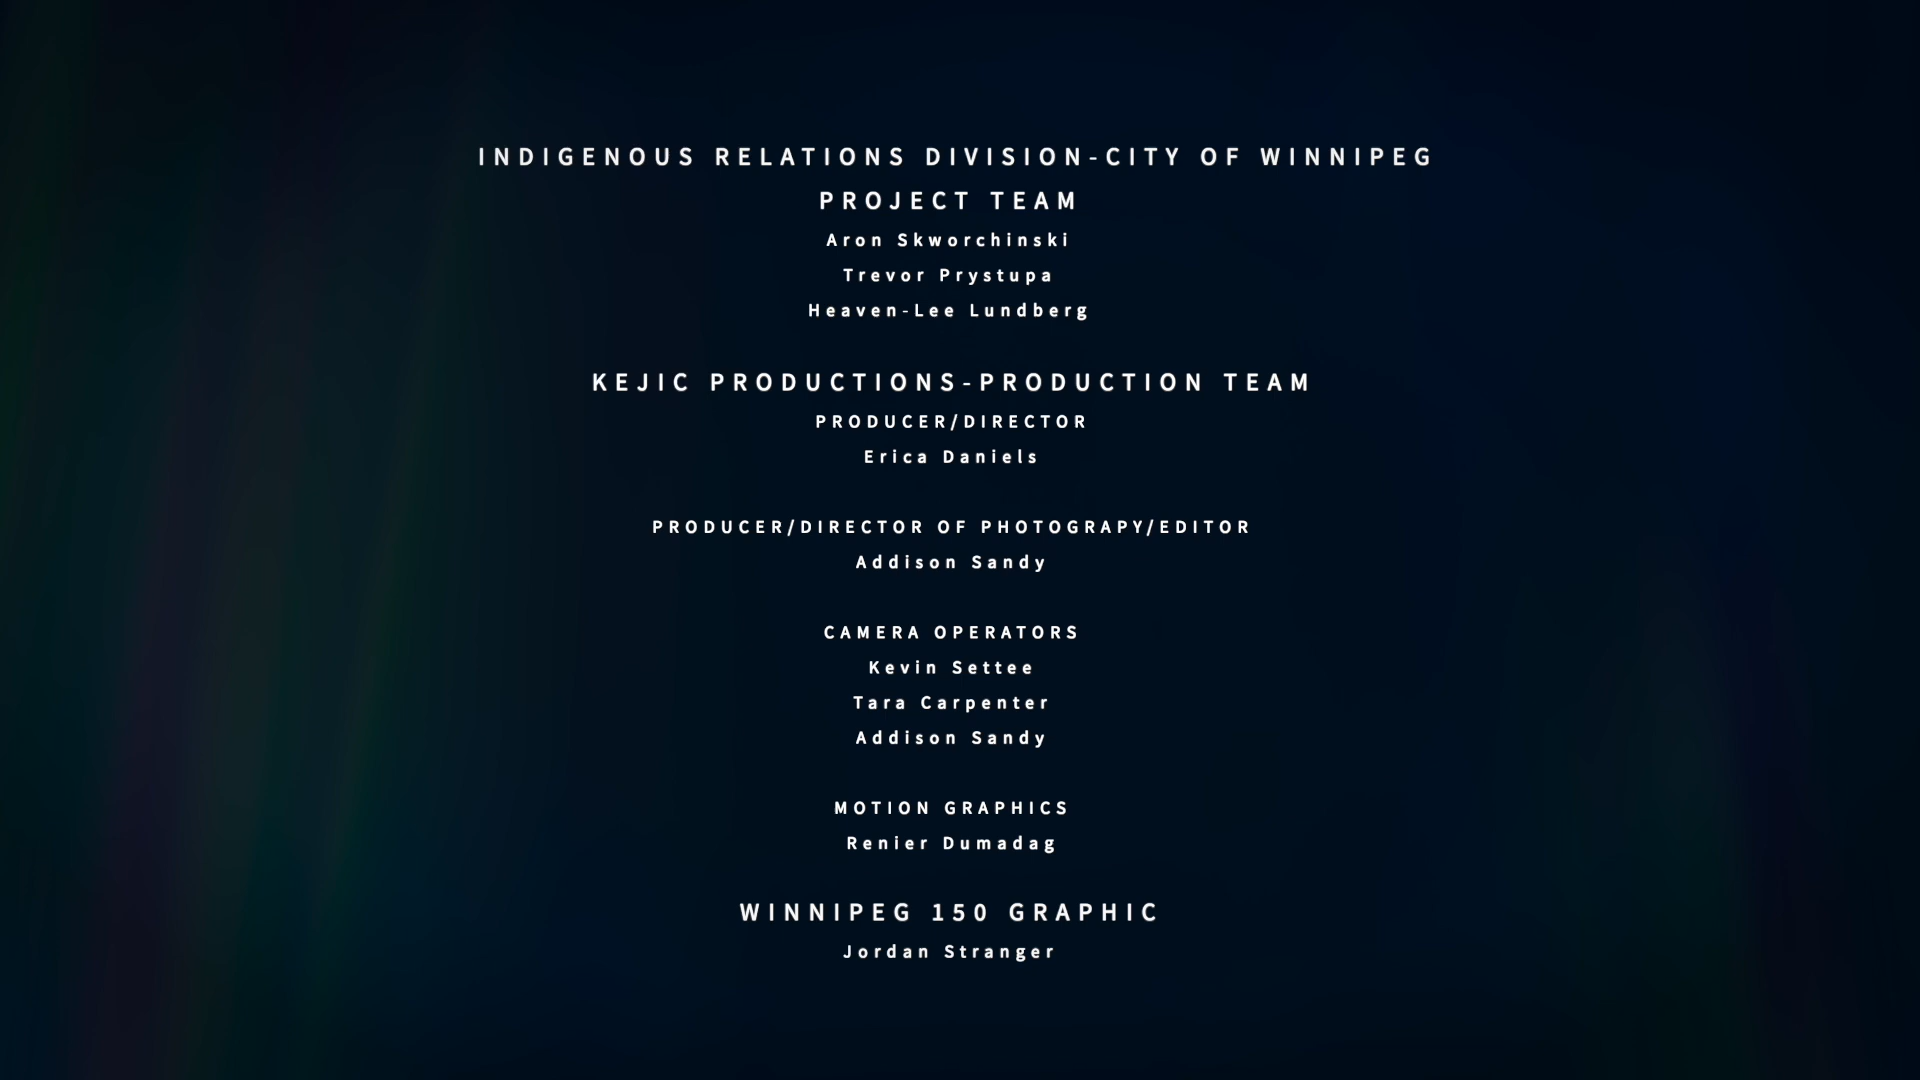 INDIGENOUS RELATIONS DIVISION-CITY OF WINNIPEG
PROJECT TEAM
Aron Skworchinski
Trevor Prystupa
Heaven-Lee Lundberg
KEJIC PRODUCTIONS-PRODUCTION TEAM
PRODUCER/DIRECTOR
Erica Daniels
PRODUCER/DIRECTOR OF PHOTOGRAPY/EDITOR
Addison Sandy
CAMERA OPERATORS
Kevin Settee
Tara Carpenter
Addison Sandy
MOTION GRAPHICS
Renier Dumadag
WINNIPEG 150 GRAPHIC
Jordan Stranger